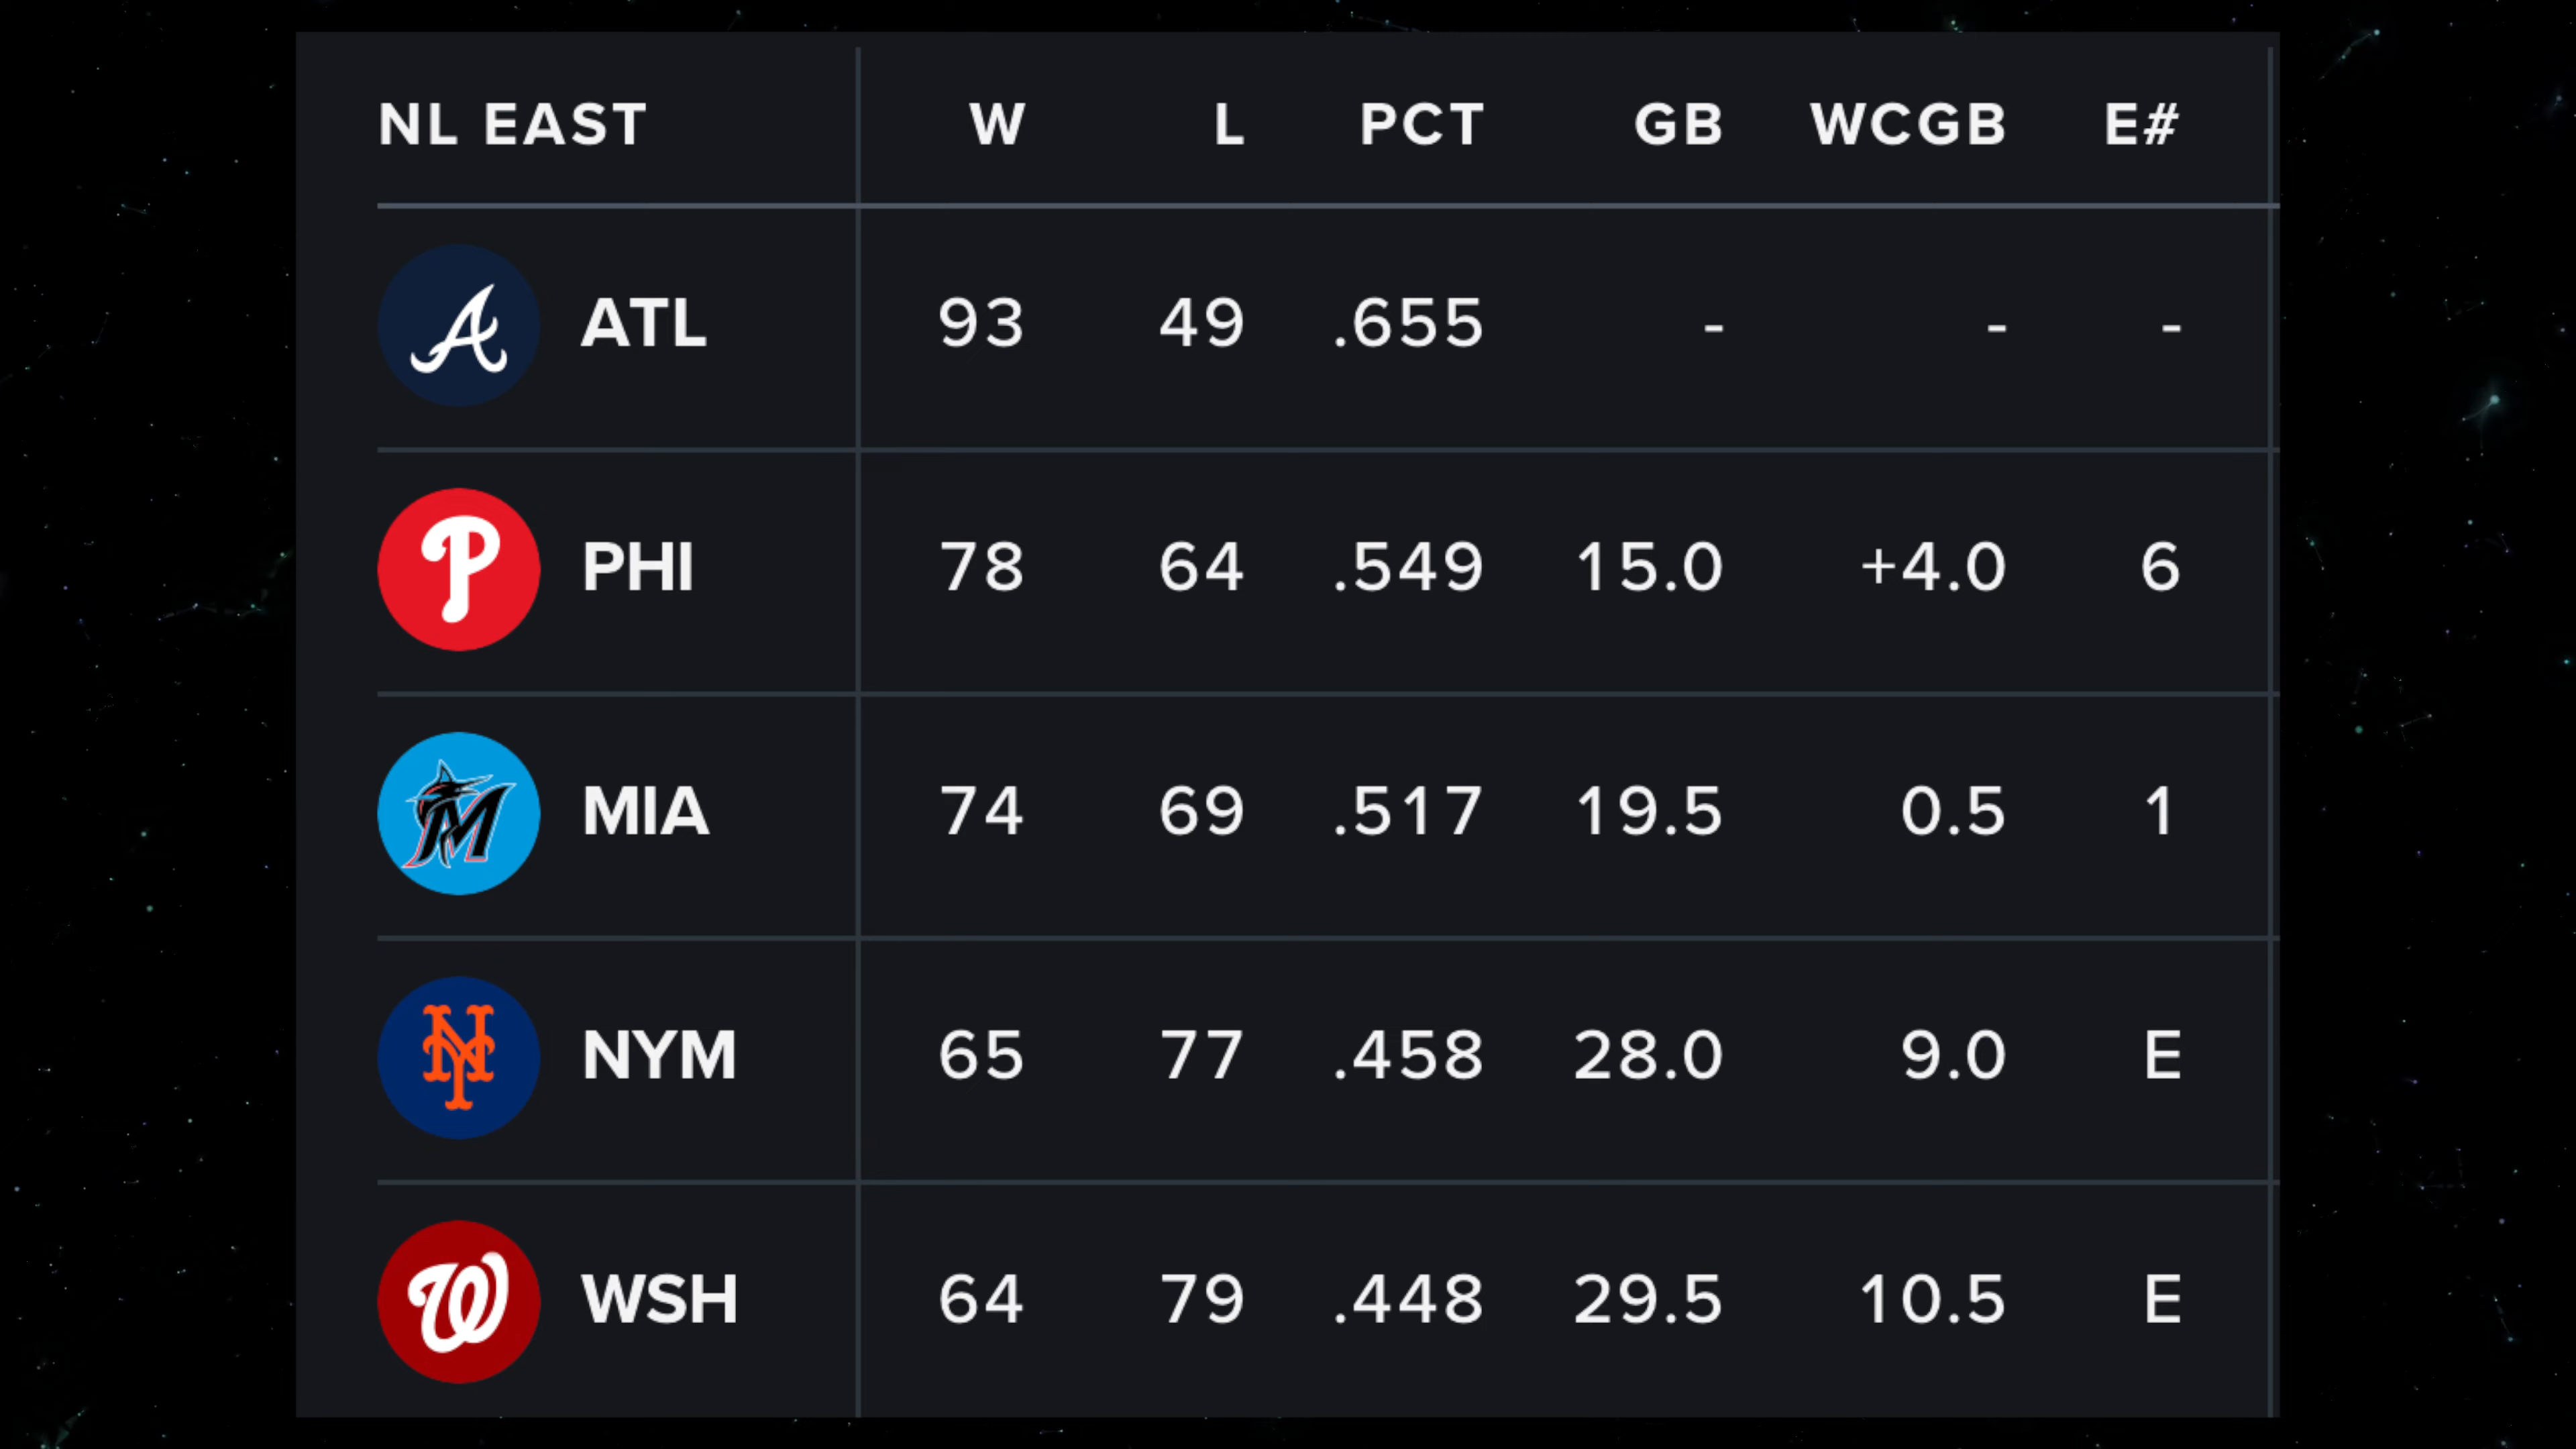 NL EAST W L PCT GB WCGB E#
A ATL 93 49 .655 - - -
P PHI 78 64 .549 15.0 +4.0 6
M MIA 74 69 .517 19.5 0.5 1
NY NYM 65 77 .458 28.0 9.0 E
W WSH 64 79 .448 29.5 10.5 E